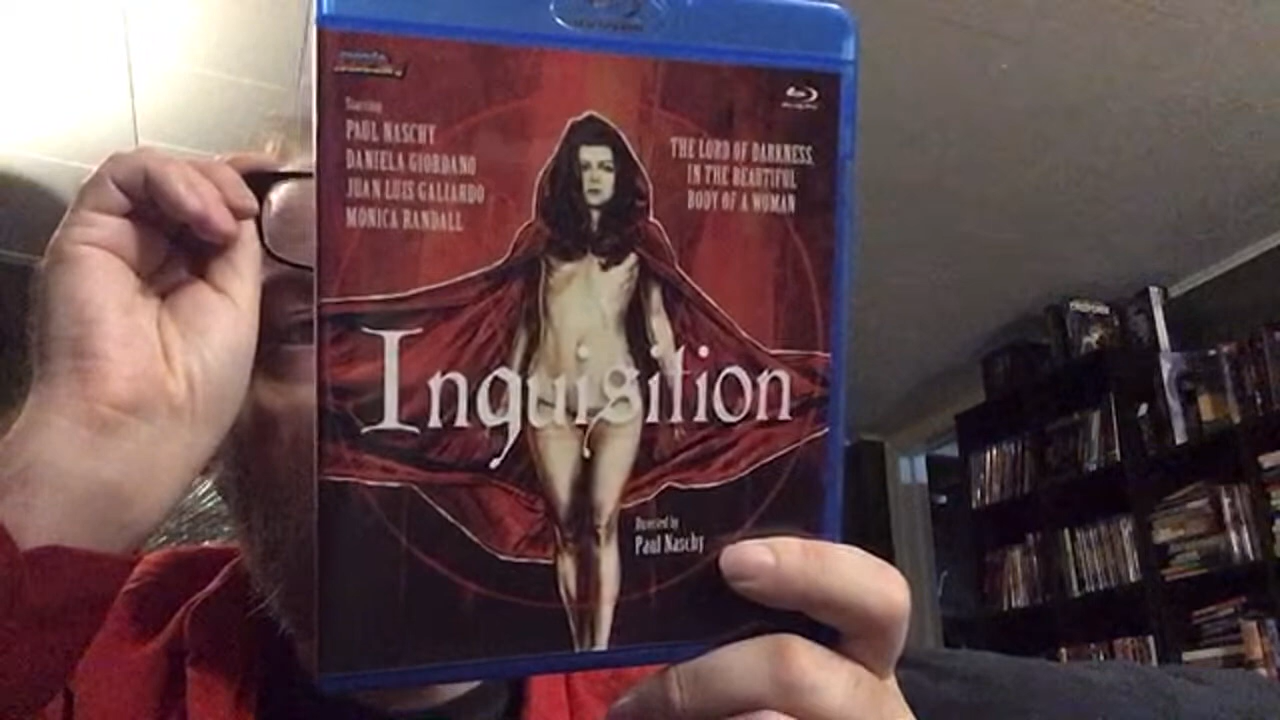 Starring
PAUL NASCHY
DANIELA GIORDANO
JUAN LUIS GALIARDO
MONICA RANDALL
THE LORD OF DARKNESS,
IN THE BEAUTIFUL
BODY OF A WOMAN
Inquisition
Directed by
Paul Naschy